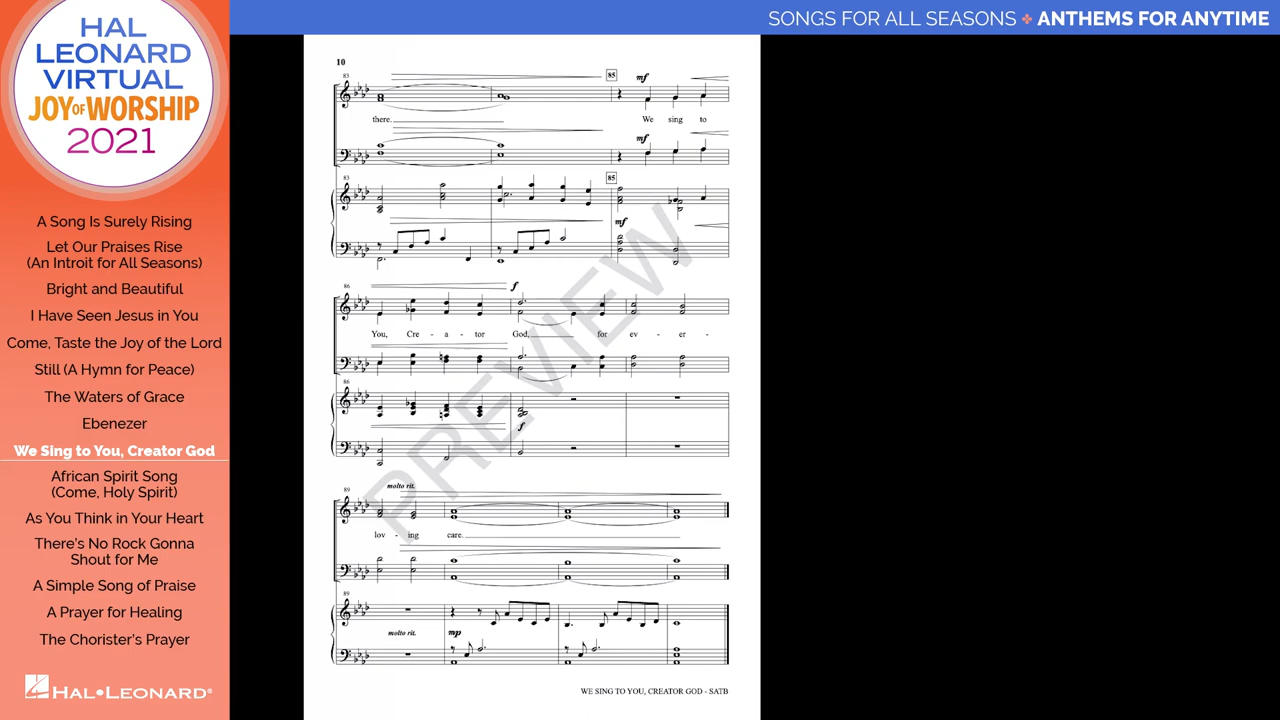 HAL
LEONARD
VIRTUAL
JOY OF WORSHIP
2021
A Song Is Surely Rising
Let Our Praises Rise
(An Introit for All Seasons)
Bright and Beautiful
I Have Seen Jesus in You
Come, Taste the Joy of the Lord
Still (A Hymn for Peace)
The Waters of Grace
Ebenezer
We Sing to You, Creator God
African Spirit Song
(Come, Holy Spirit)
As You Think in Your Heart
There's No Rock Gonna
Shout for Me
A Simple Song of Praise
A Prayer for Healing
The Chorister's Prayer
HAL•LEONARD®
SONGS FOR ALL SEASONS ANTHEMS FOR ANYTIME
10
83
85
mf
there. We sing to
mf
83
85
mf
86
f
You, Cre - a - tor God, for ev - er -
86
f
89
molto rit.
lov - ing care.
89
molto rit.
mp
PREVIEW
WE SING TO YOU, CREATOR GOD - SATB